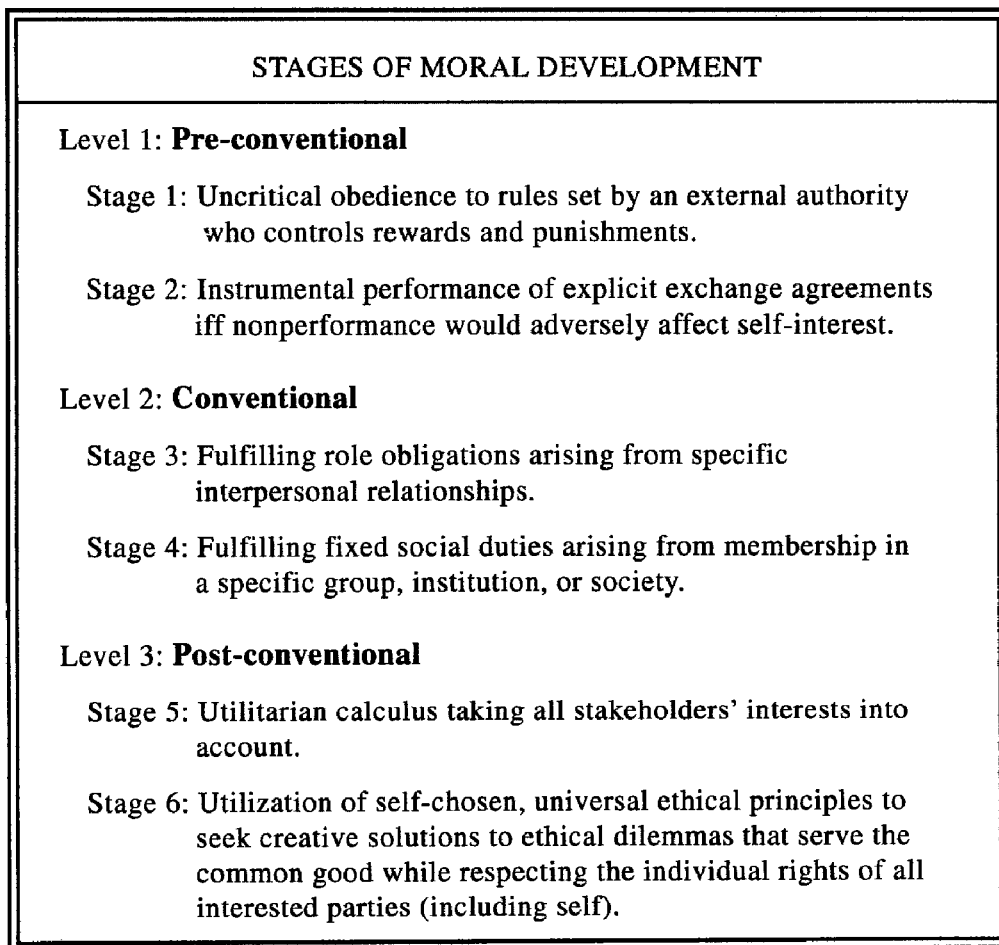 STAGES OF MORAL DEVELOPMENT
Level 1: Pre-conventional
Stage 1: Uncritical obedience to rules set by an external authority
who controls rewards and punishments.
Stage 2: Instrumental performance of explicit exchange agreements
iff nonperformance would adversely affect self-interest.
Level 2: Conventional
Stage 3: Fulfilling role obligations arising from specific
interpersonal relationships.
Stage 4: Fulfilling fixed social duties arising from membership in
a specific group, institution, or society.
Level 3: Post-conventional
Stage 5: Utilitarian calculus taking all stakeholders' interests into
account.
Stage 6: Utilization of self-chosen, universal ethical principles to
seek creative solutions to ethical dilemmas that serve the
common good while respecting the individual rights of all
interested parties (including self).